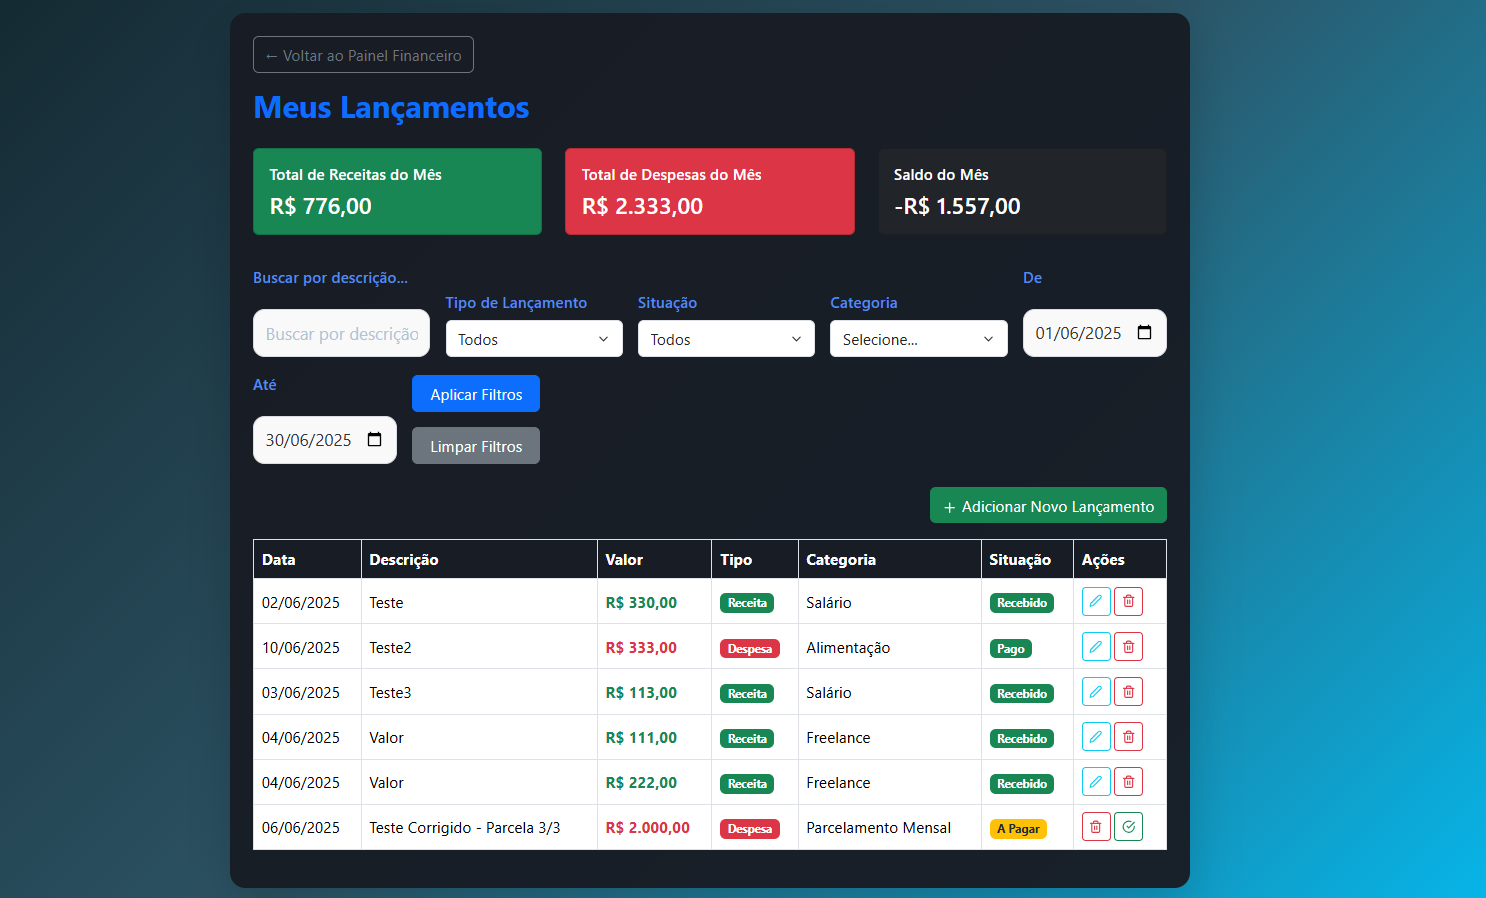 ← Voltar ao Painel Financeiro
Meus Lançamentos
Total de Receitas do Mês
R$ 776,00
Total de Despesas do Mês
R$ 2.333,00
Saldo do Mês
-R$ 1.557,00
Buscar por descrição...
Buscar por descrição
Tipo de Lançamento
Todos
Situação
Todos
Categoria
Selecione...
De
01/06/2025
Até
30/06/2025
Aplicar Filtros
Limpar Filtros
+ Adicionar Novo Lançamento
Data Descrição Valor Tipo Categoria Situação Ações
02/06/2025 Teste R$ 330,00 Receita Salário Recebido
10/06/2025 Teste2 R$ 333,00 Despesa Alimentação Pago
03/06/2025 Teste3 R$ 113,00 Receita Salário Recebido
04/06/2025 Valor R$ 111,00 Receita Freelance Recebido
04/06/2025 Valor R$ 222,00 Receita Freelance Recebido
06/06/2025 Teste Corrigido - Parcela 3/3 R$ 2.000,00 Despesa Parcelamento Mensal A Pagar